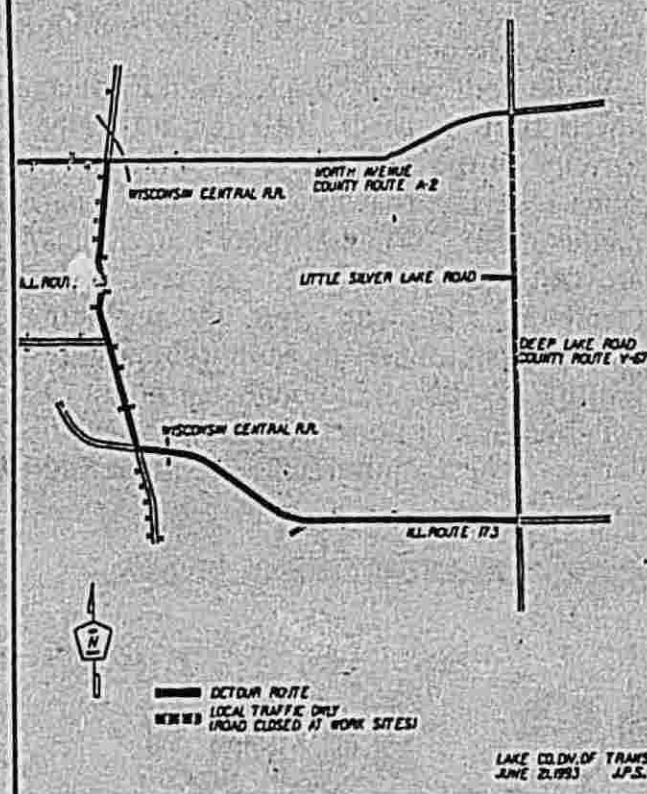 WISCONSIN CENTRAL R.R.
NORTH AVENUE
COUNTY ROUTE A-2
ILL. ROUT
LITTLE SILVER LAKE ROAD
DEEP LAKE ROAD
COUNTY ROUTE V-67
WISCONSIN CENTRAL R.R.
ILL. ROUTE 173
N
DETOUR ROUTE
LOCAL TRAFFIC ONLY
(ROAD CLOSED AT WORK SITES)
LAKE CO. DIV. OF TRANS
JUNE 21, 1993 J.P.S.